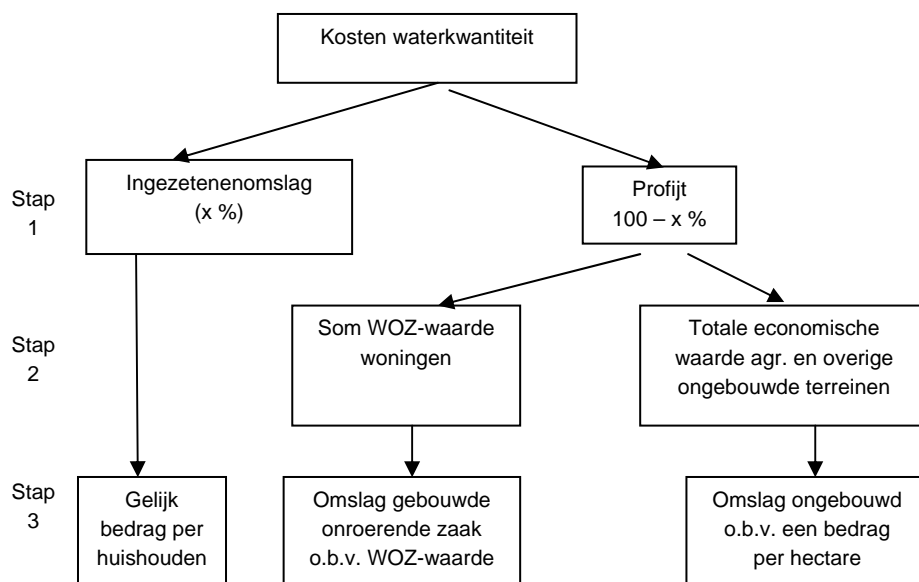 Kosten waterkwantiteit
Stap
1
Ingezetenenomslag
(x %)
Profijt
100 – x %
Stap
2
Som WOZ-waarde
woningen
Totale economische
waarde agr. en overige
ongebouwde terreinen
Stap
3
Gelijk
bedrag per
huishouden
Omslag gebouwde
onroerende zaak
o.b.v. WOZ-waarde
Omslag ongebouwd
o.b.v. een bedrag
per hectare